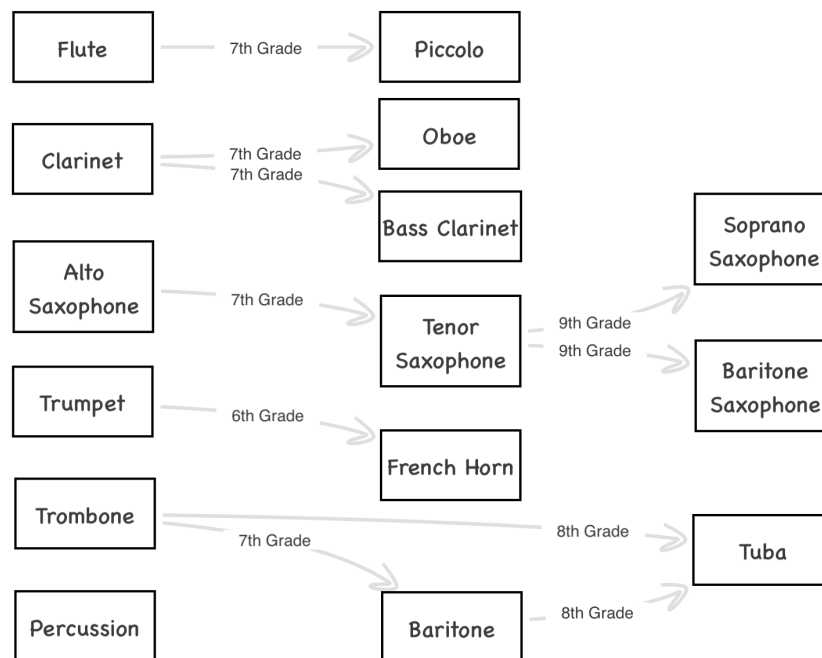 Flute
7th Grade
Piccolo
Clarinet
7th Grade
7th Grade
Oboe
Bass Clarinet
Alto
Saxophone
7th Grade
Tenor
Saxophone
9th Grade
9th Grade
Soprano
Saxophone
Baritone
Saxophone
Trumpet
6th Grade
French Horn
Trombone
7th Grade
8th Grade
Tuba
Percussion
Baritone
8th Grade